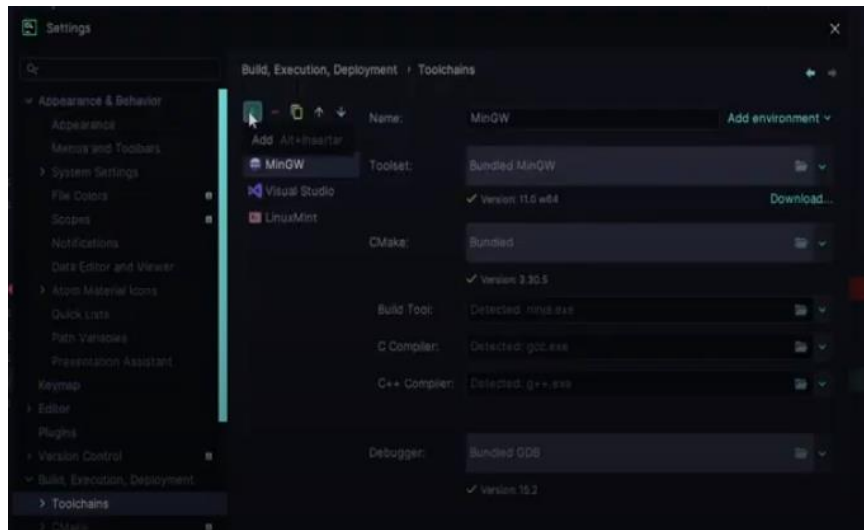 Settings
Build, Execution, Deployment › Toolchains
Appearance & Behavior
Appearance
Menus and Toolbars
System Settings
File Colors
Scopes
Notifications
Data Editor and Viewer
Atom Material Icons
Quick Lists
Path Variables
Presentation Assistant
Keymap
Editor
Plugins
Version Control
Build, Execution, Deployment
Toolchains
CMake
Add Alt+Insertar
MinGW
Visual Studio
LinuxMint
Name: MinGW Add environment
Toolset: Bundled MinGW
Version: 11.0 w64 Download...
CMake: Bundled
Version: 3.30.5
Build Tool: Detected: ninja.exe
C Compiler: Detected: gcc.exe
C++ Compiler: Detected: g++.exe
Debugger: Bundled GDB
Version: 15.2